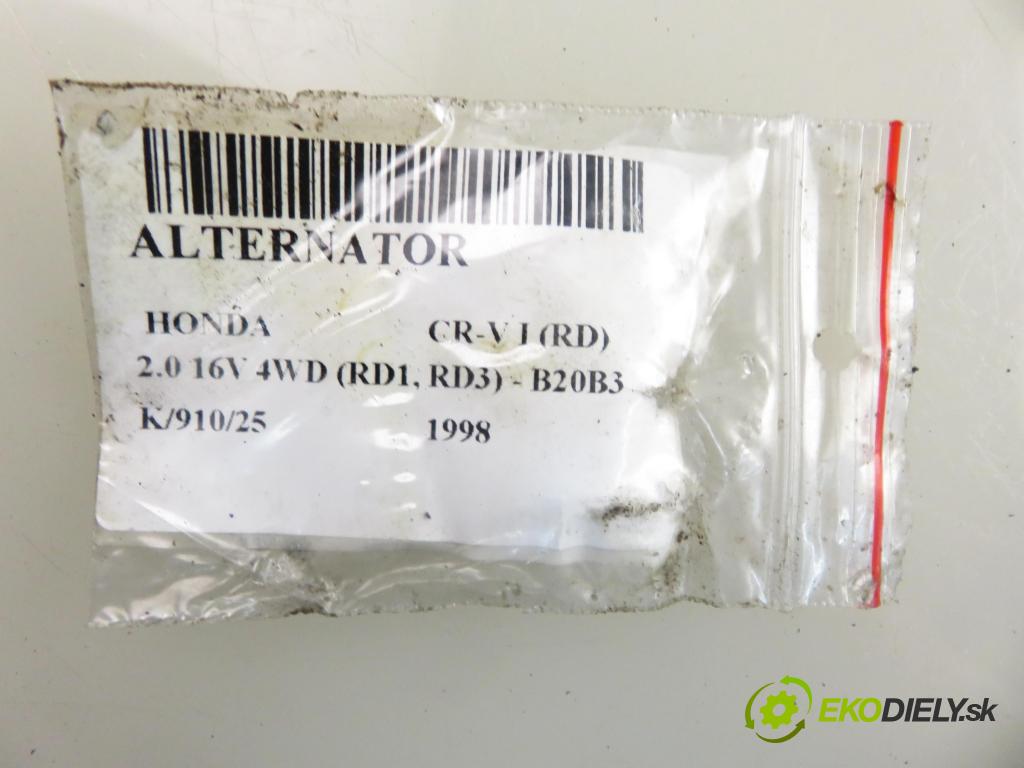 ALTERNATOR
HONDA CR-V I (RD)
2.0 16V 4WD (RD1, RD3) - B20B3
K/910/25 1998
EKODIELY.sk